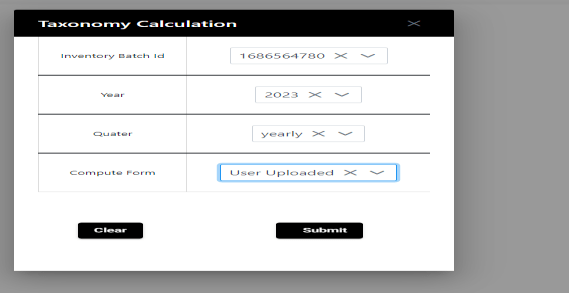 Taxonomy Calculation
Inventory Batch Id 1686564780
Year 2023
Quater yearly
Compute Form User Uploaded
Clear Submit